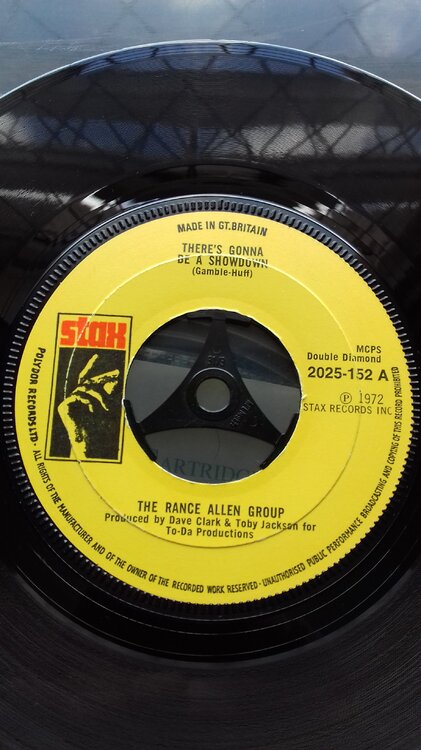 MADE IN GT.BRITAIN
THERE'S GONNA
BE A SHOWDOWN
(Gamble-Huff)
stax
MCPS
Double Diamond
2025-152 A
Ⓟ 1972
STAX RECORDS INC
THE RANCE ALLEN GROUP
Produced by Dave Clark & Toby Jackson for
To-Da Productions
POLYDOR RECORDS LTD · ALL RIGHTS OF THE MANUFACTURER AND OF THE OWNER OF THE RECORDED WORK RESERVED · UNAUTHORISED PUBLIC PERFORMANCE BROADCASTING AND COPYING OF THIS RECORD PROHIBITED